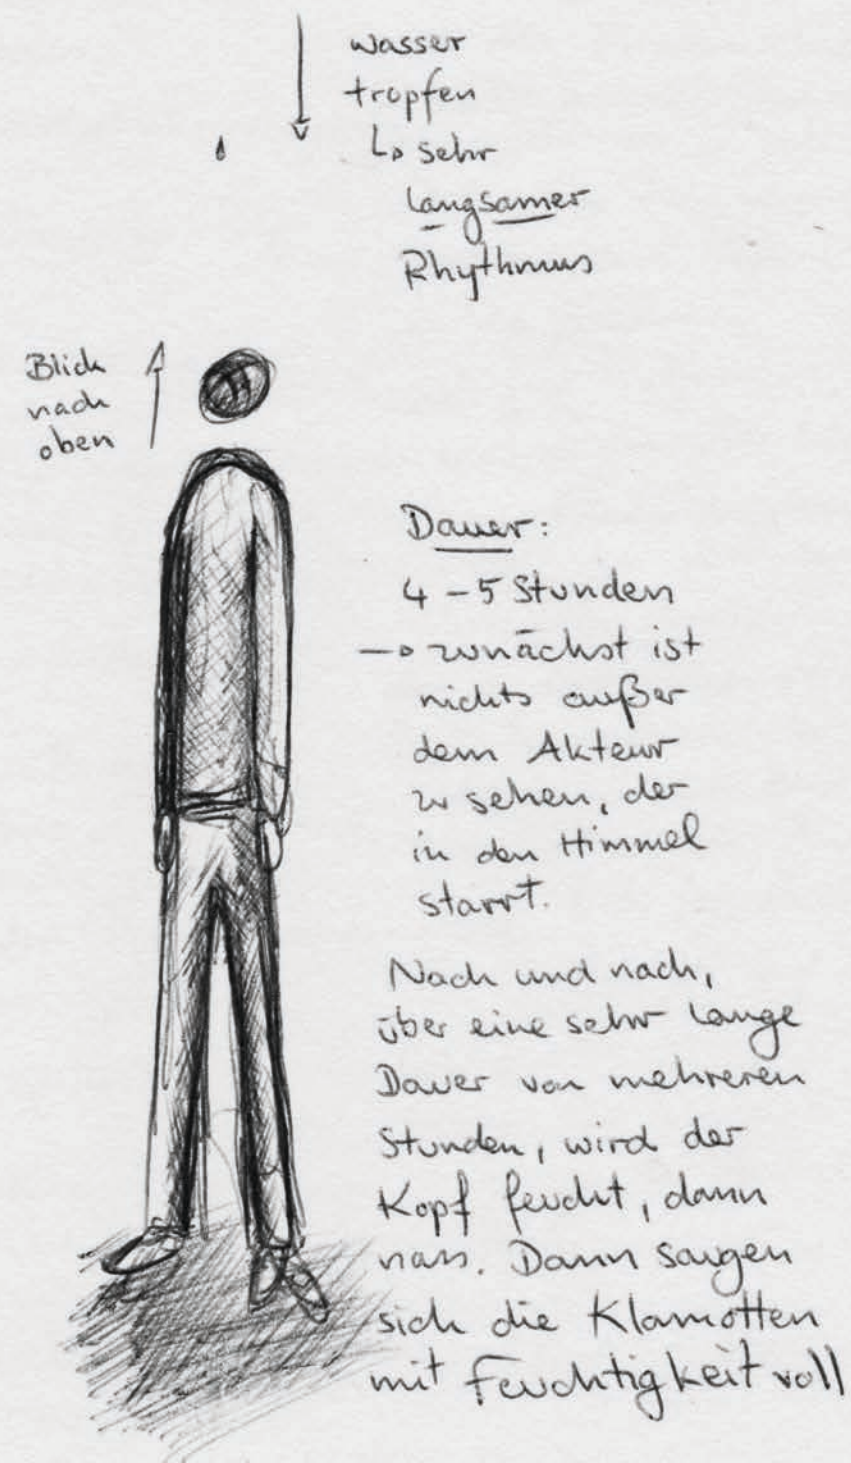 wasser
tropfen
↳ sehr
langsamer
Rhythmus
Blick
nach
oben
Dauer:
4 – 5 Stunden
→ zunächst ist
nichts außer
dem Akteur
zu sehen, der
in den Himmel
starrt.
Nach und nach,
über eine sehr lange
Dauer von mehreren
Stunden, wird der
Kopf feucht, dann
nass. Dann saugen
sich die Klamotten
mit Feuchtigkeit voll